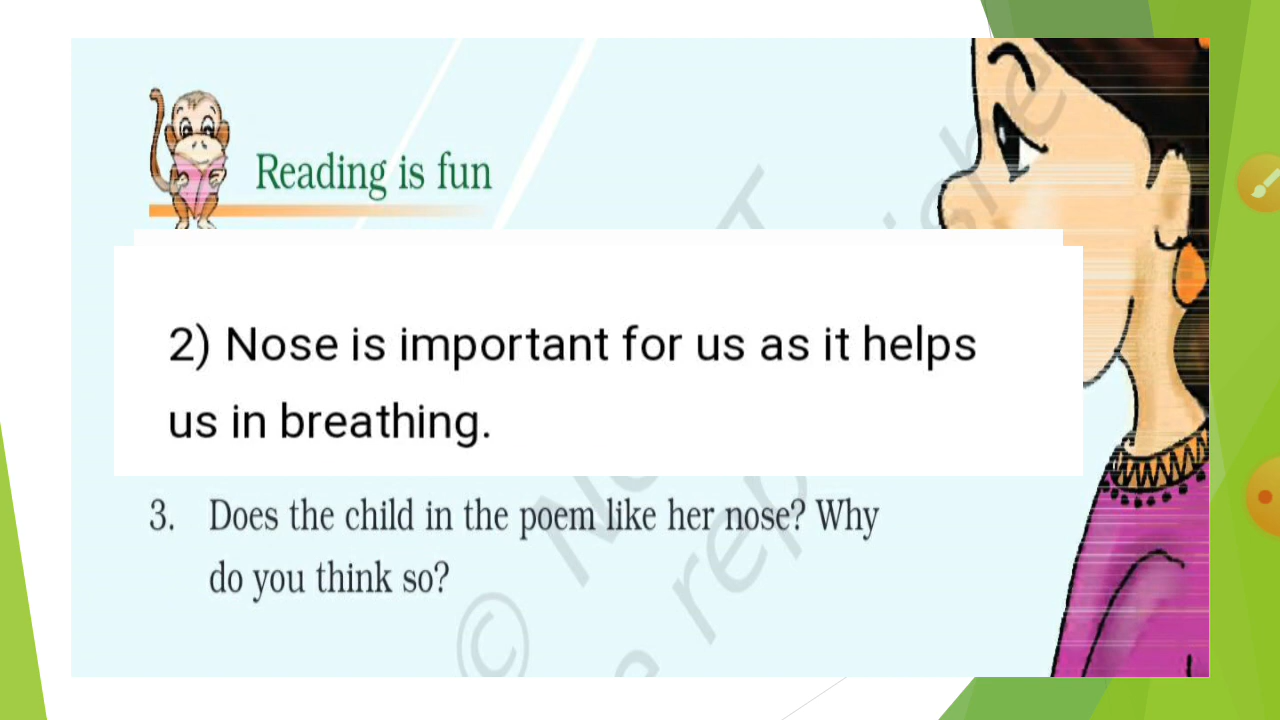 Reading is fun
2) Nose is important for us as it helps
us in breathing.
3. Does the child in the poem like her nose? Why
do you think so?